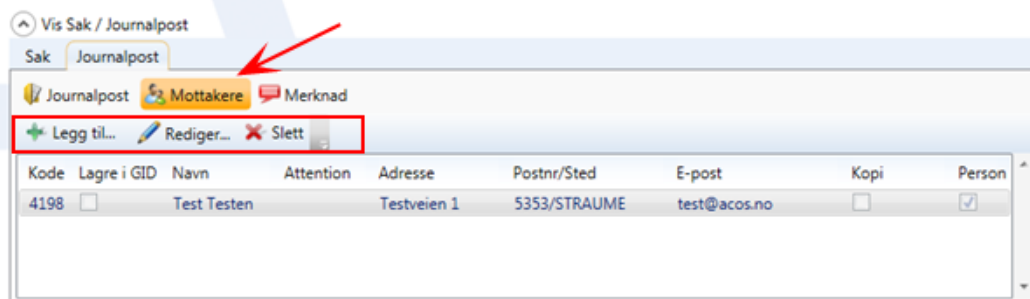 Vis Sak / Journalpost
Sak Journalpost
Journalpost Mottakere Merknad
Legg til... Rediger... Slett
Kode Lagre i GID Navn Attention Adresse Postnr/Sted E-post Kopi Person
4198 Test Testen Testveien 1 5353/STRAUME test@acos.no